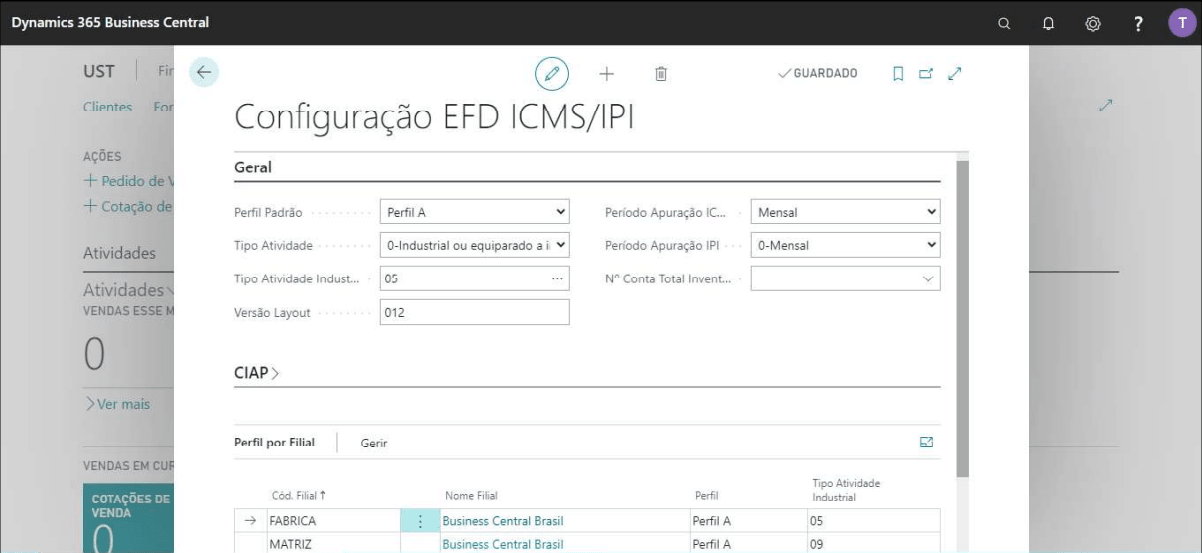 Dynamics 365 Business Central
?
T
UST
Fir
GUARDADO
Clientes
For
Configuração EFD ICMS/IPI
AÇÕES
+ Pedido de V
+ Cotação de
Geral
Perfil Padrão
Perfil A
Período Apuração IC...
Mensal
Tipo Atividade
0-Industrial ou equiparado a i
Período Apuração IPI
0-Mensal
Tipo Atividade Indust...
05
...
Nº Conta Total Invent...
Versão Layout
012
Atividades
Atividades
VENDAS ESSE M
0
Ver mais
CIAP
Perfil por Filial
Gerir
VENDAS EM CUR
COTAÇÕES DE
VENDA
0
Cód. Filial ↑
Nome Filial
Perfil
Tipo Atividade
Industrial
→ FABRICA
Business Central Brasil
Perfil A
05
MATRIZ
Business Central Brasil
Perfil A
09